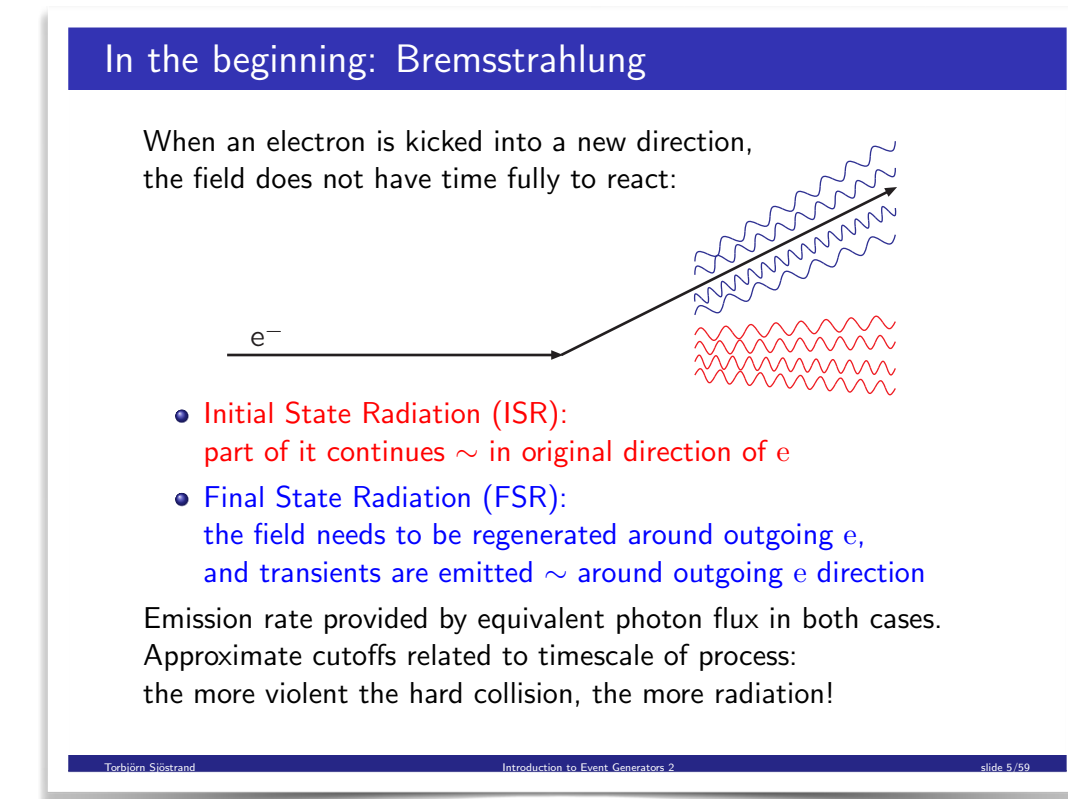 In the beginning: Bremsstrahlung
When an electron is kicked into a new direction,
the field does not have time fully to react:
e−
Initial State Radiation (ISR):
part of it continues ∼ in original direction of e
Final State Radiation (FSR):
the field needs to be regenerated around outgoing e,
and transients are emitted ∼ around outgoing e direction
Emission rate provided by equivalent photon flux in both cases.
Approximate cutoffs related to timescale of process:
the more violent the hard collision, the more radiation!
Torbjörn Sjöstrand Introduction to Event Generators 2 slide 5/59